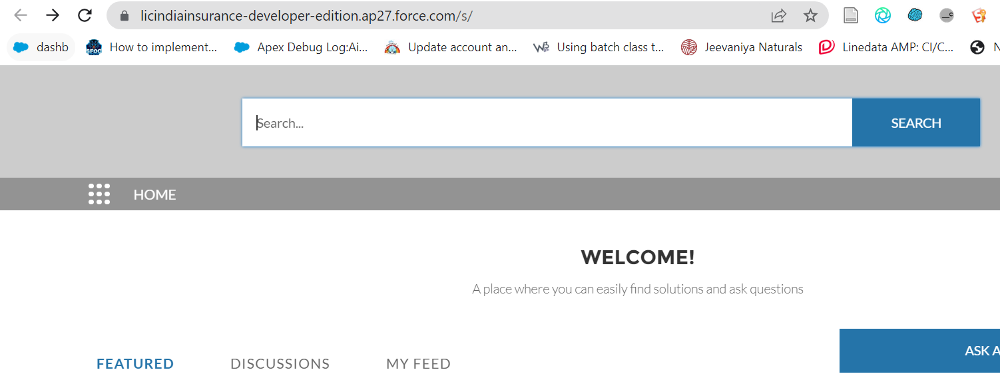 licindiainsurance-developer-edition.ap27.force.com/s/
dashb How to implement... Apex Debug Log:Ai... Update account an... Using batch class t... Jeevaniya Naturals Linedata AMP: CI/C... N
Search... SEARCH
HOME
WELCOME!
A place where you can easily find solutions and ask questions
ASK A
FEATURED DISCUSSIONS MY FEED